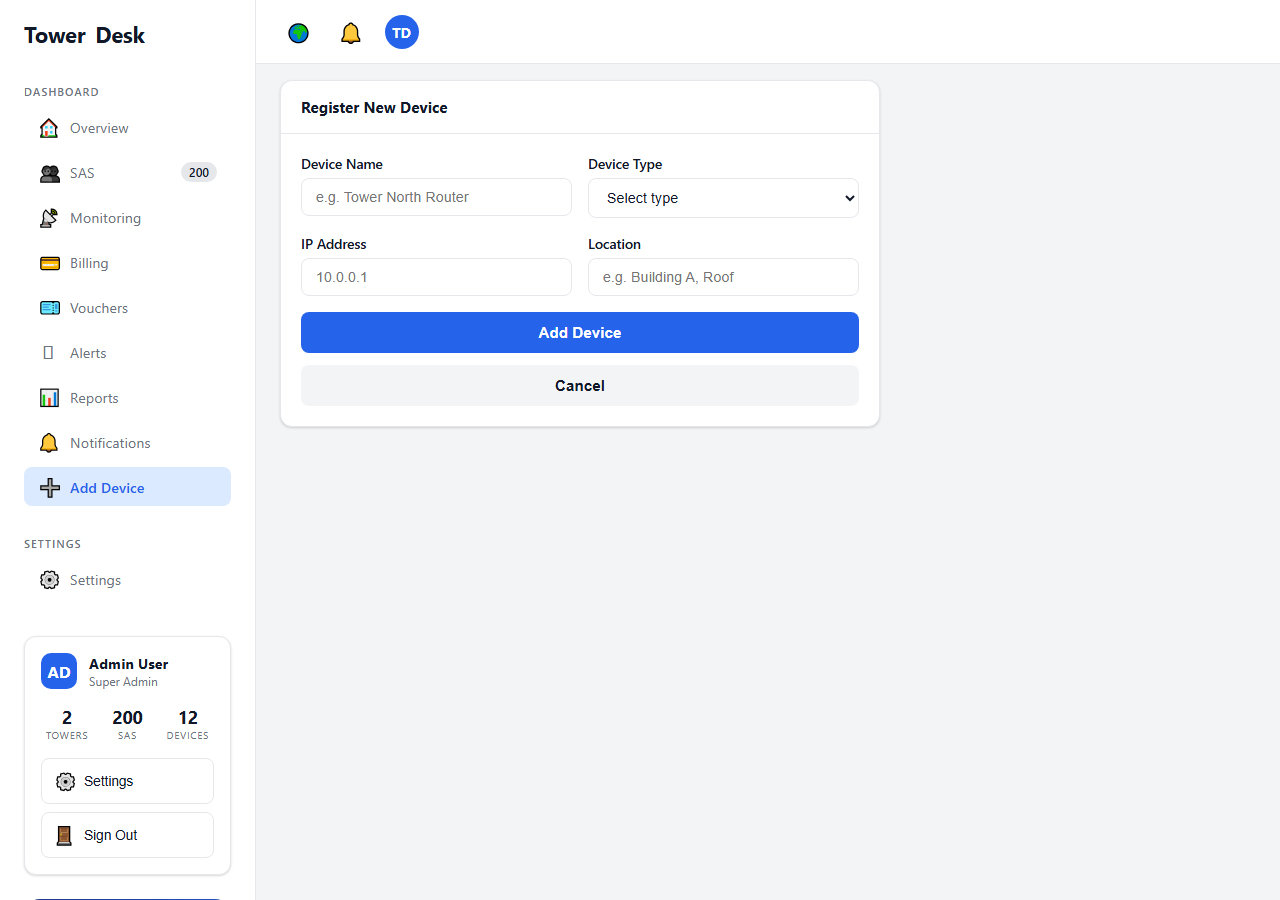 Tower Desk
TD
DASHBOARD
Overview
SAS 200
Monitoring
Billing
Vouchers
Alerts
Reports
Notifications
Add Device
SETTINGS
Settings
AD
Admin User
Super Admin
2 200 12
TOWERS SAS DEVICES
Settings
Sign Out
Register New Device
Device Name Device Type
e.g. Tower North Router Select type
IP Address Location
10.0.0.1 e.g. Building A, Roof
Add Device
Cancel